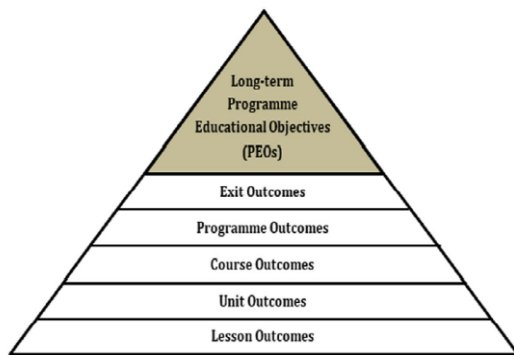 Long-term
Programme
Educational Objectives
(PEOs)
Exit Outcomes
Programme Outcomes
Course Outcomes
Unit Outcomes
Lesson Outcomes